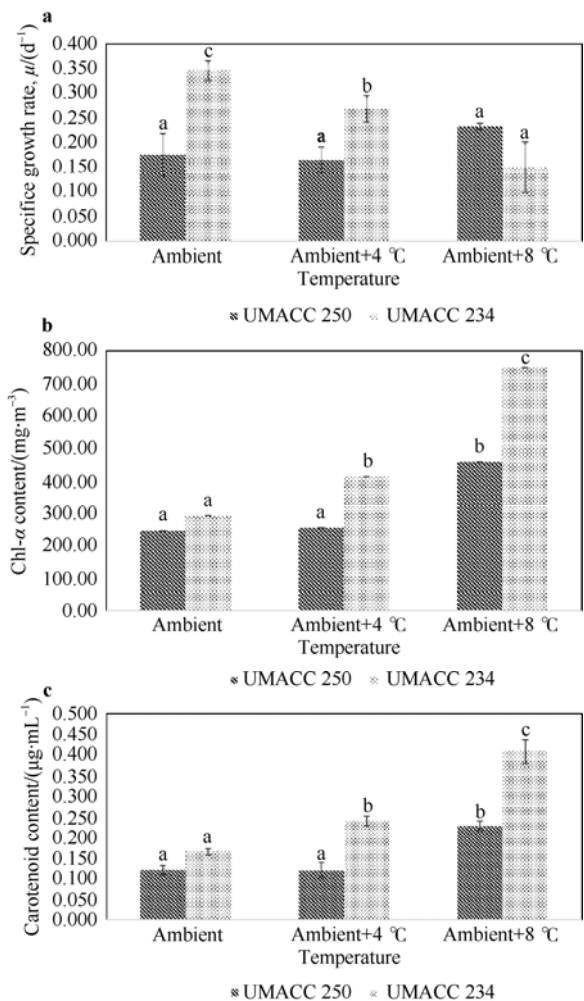 a
0.400
0.350
0.300
0.250
0.200
0.150
0.100
0.050
0.000
Specifice growth rate, μ/(d⁻¹)
a c a b a a
Ambient Ambient+4 ℃ Ambient+8 ℃
Temperature
UMACC 250 UMACC 234
b
800.00
700.00
600.00
500.00
400.00
300.00
200.00
100.00
0.00
Chl-α content/(mg·m⁻³)
a a a b b c
Ambient Ambient+4 ℃ Ambient+8 ℃
Temperature
UMACC 250 UMACC 234
c
0.500
0.450
0.400
0.350
0.300
0.250
0.200
0.150
0.100
0.050
0.000
Carotenoid content/(μg·mL⁻¹)
a a a b b c
Ambient Ambient+4 ℃ Ambient+8 ℃
Temperature
UMACC 250 UMACC 234